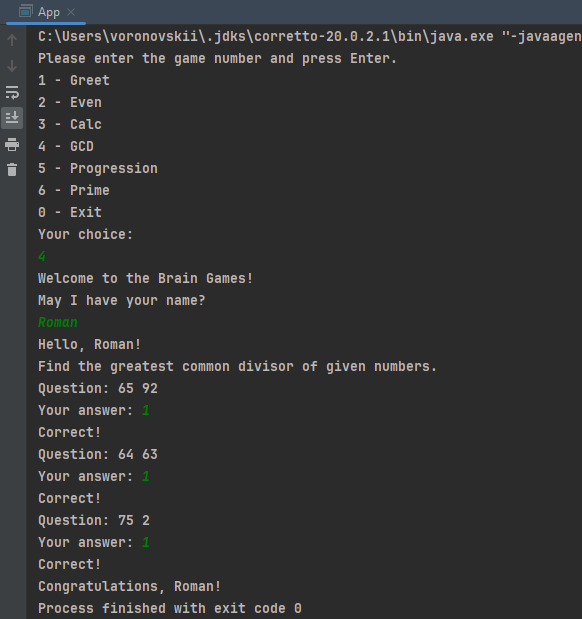 App
C:\Users\voronovskii\.jdks\corretto-20.0.2.1\bin\java.exe "-javaagen
Please enter the game number and press Enter.
1 - Greet
2 - Even
3 - Calc
4 - GCD
5 - Progression
6 - Prime
0 - Exit
Your choice:
4
Welcome to the Brain Games!
May I have your name?
Roman
Hello, Roman!
Find the greatest common divisor of given numbers.
Question: 65 92
Your answer: 1
Correct!
Question: 64 63
Your answer: 1
Correct!
Question: 75 2
Your answer: 1
Correct!
Congratulations, Roman!
Process finished with exit code 0